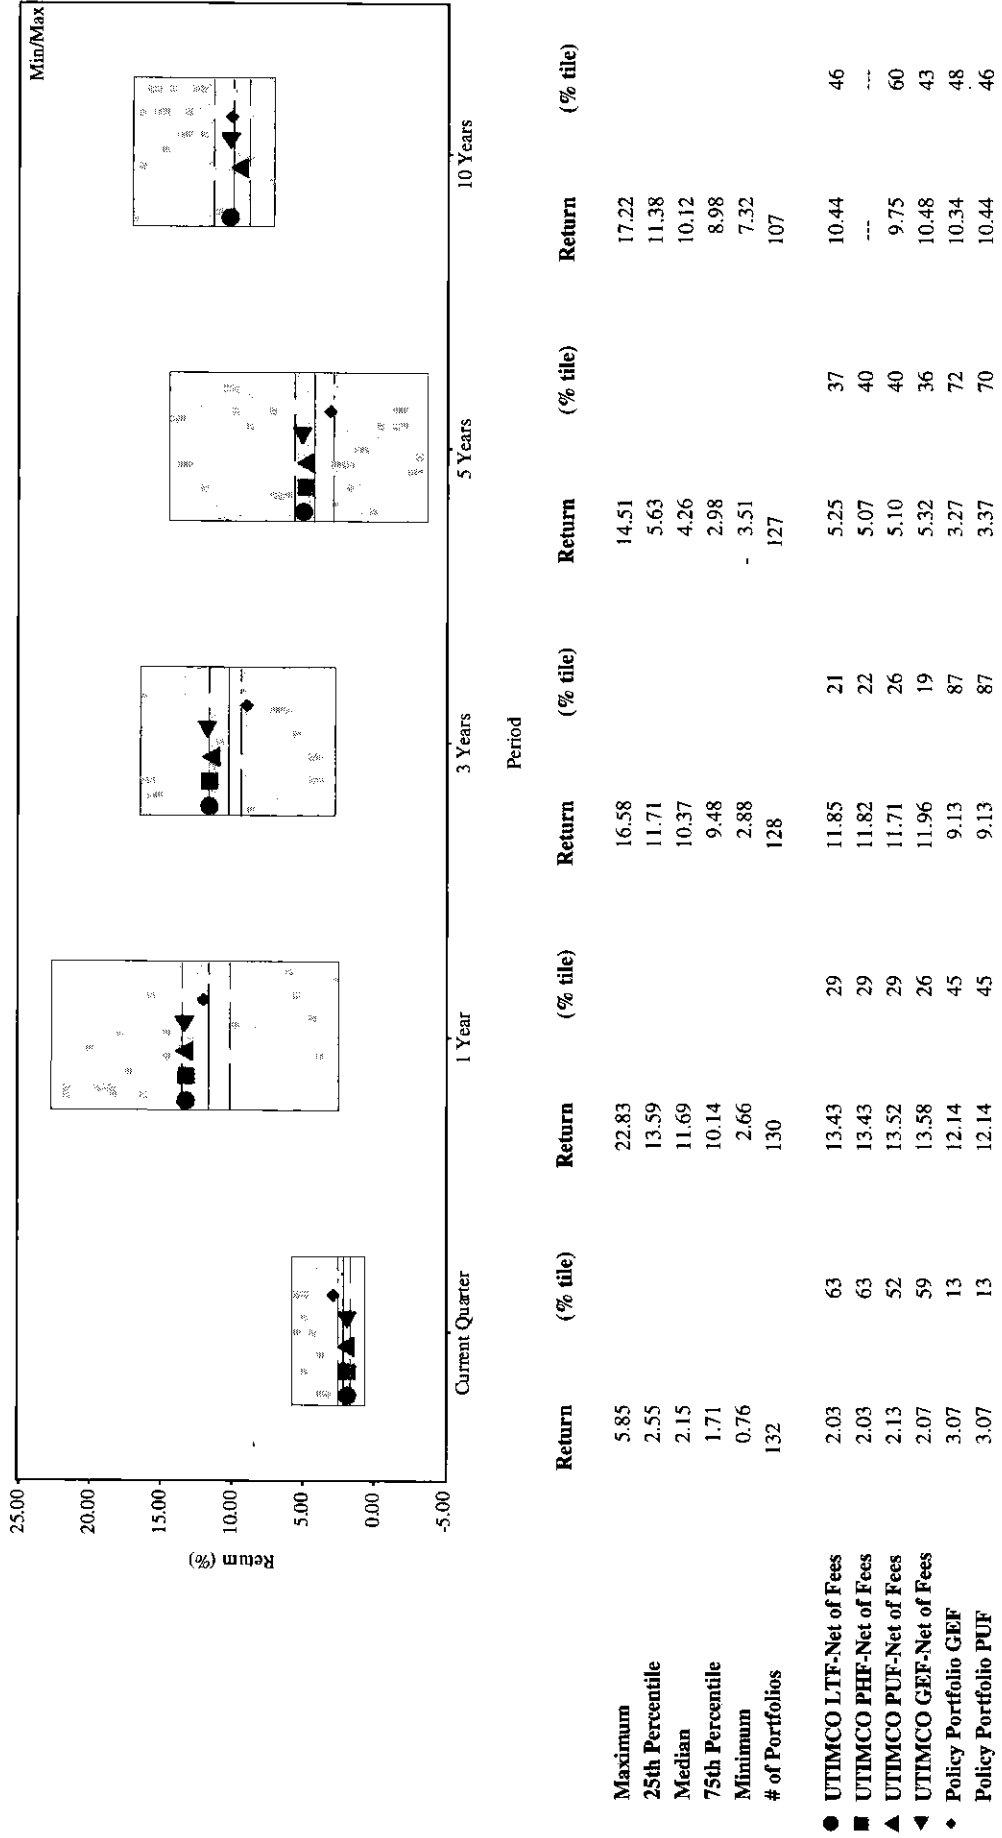 Min/Max
25.00
20.00
15.00
10.00
5.00
0.00
-5.00
Return (%)
Current Quarter 1 Year 3 Years 5 Years 10 Years
Period
Return (% tile) Return (% tile) Return (% tile) Return (% tile) Return (% tile)
Maximum 5.85 22.83 16.58 14.51 17.22
25th Percentile 2.55 13.59 11.71 5.63 11.38
Median 2.15 11.69 10.37 4.26 10.12
75th Percentile 1.71 10.14 9.48 2.98 8.98
Minimum 0.76 2.66 2.88 - 3.51 7.32
# of Portfolios 132 130 128 127 107
UTIMCO LTF-Net of Fees 2.03 63 13.43 29 11.85 21 5.25 37 10.44 46
UTIMCO PHF-Net of Fees 2.03 63 13.43 29 11.82 22 5.07 40 --- ---
UTIMCO PUF-Net of Fees 2.13 52 13.52 29 11.71 26 5.10 40 9.75 60
UTIMCO GEF-Net of Fees 2.07 59 13.58 26 11.96 19 5.32 36 10.48 43
Policy Portfolio GEF 3.07 13 12.14 45 9.13 87 3.27 72 10.34 48
Policy Portfolio PUF 3.07 13 12.14 45 9.13 87 3.37 70 10.44 46